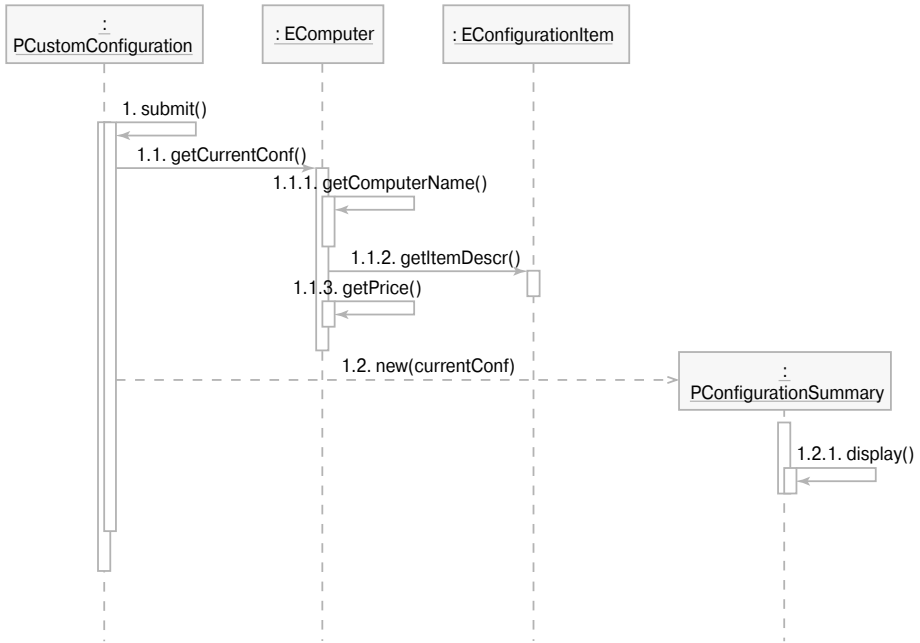 :
PCustomConfiguration
: EComputer
: EConfigurationItem
1. submit()
1.1. getCurrentConf()
1.1.1. getComputerName()
1.1.2. getItemDescr()
1.1.3. getPrice()
1.2. new(currentConf)
:
PConfigurationSummary
1.2.1. display()